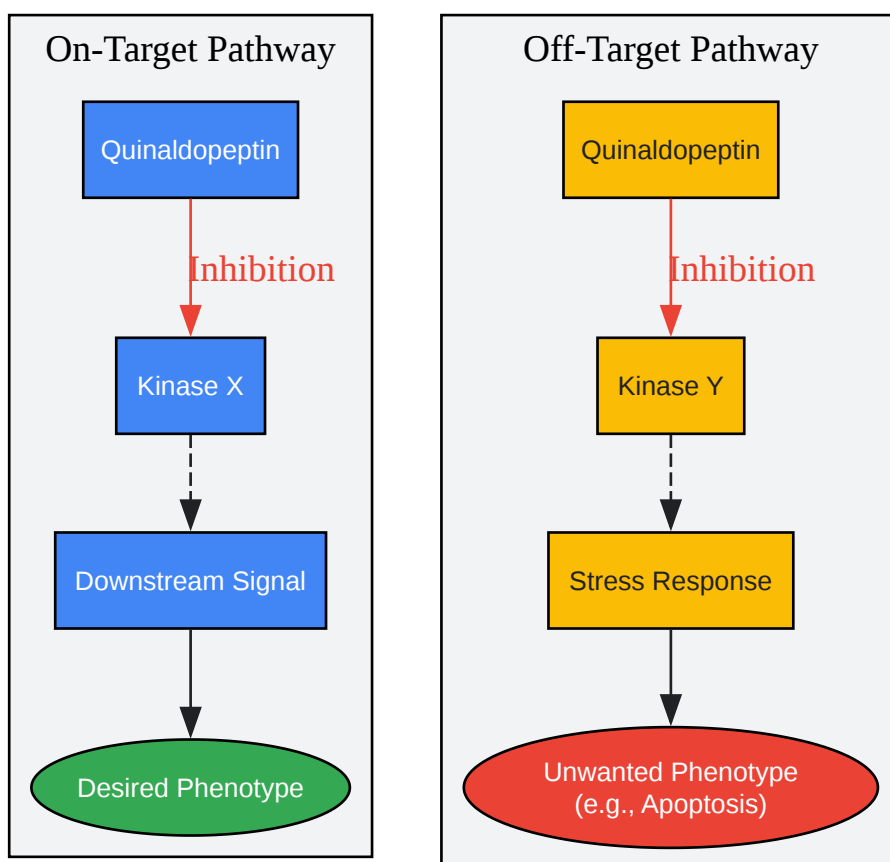 On-Target Pathway
Quinaldopeptin
Inhibition
Kinase X
Downstream Signal
Desired Phenotype
Off-Target Pathway
Quinaldopeptin
Inhibition
Kinase Y
Stress Response
Unwanted Phenotype
(e.g., Apoptosis)